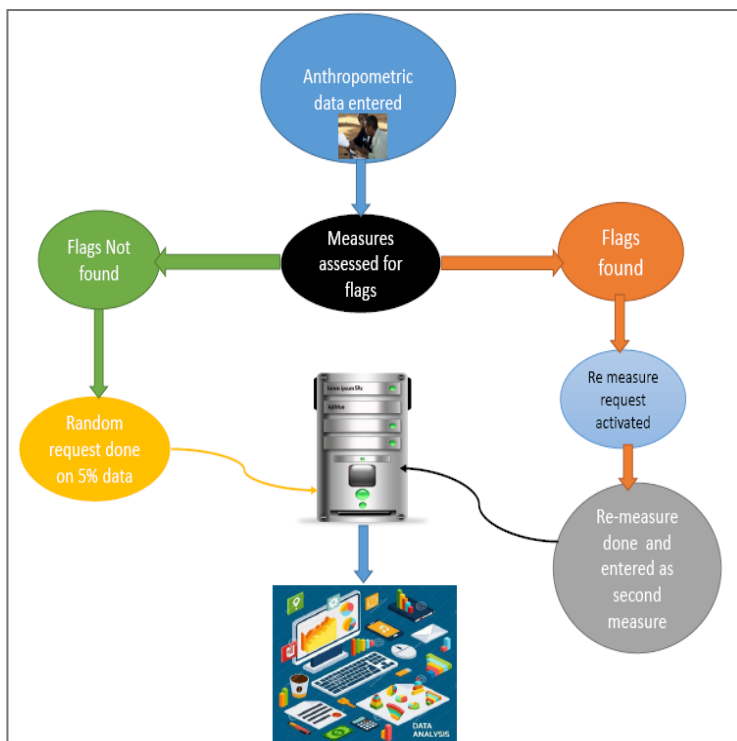 Anthropometric
data entered
Flags Not
found
Measures
assessed for
flags
Flags
found
Random
request done
on 5% data
Re measure
request
activated
Re-measure
done and
entered as
second
measure
DATA
ANALYSIS